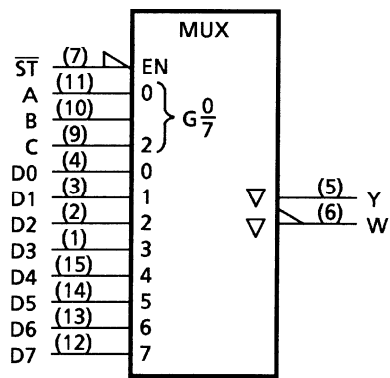 MUX
S̅T̅ (7) EN
A (11) 0
B (10) G 0/7
C (9) 2
D0 (4) 0
D1 (3) 1 ▽ (5) Y
D2 (2) 2 ▽ (6) W
D3 (1) 3
D4 (15) 4
D5 (14) 5
D6 (13) 6
D7 (12) 7